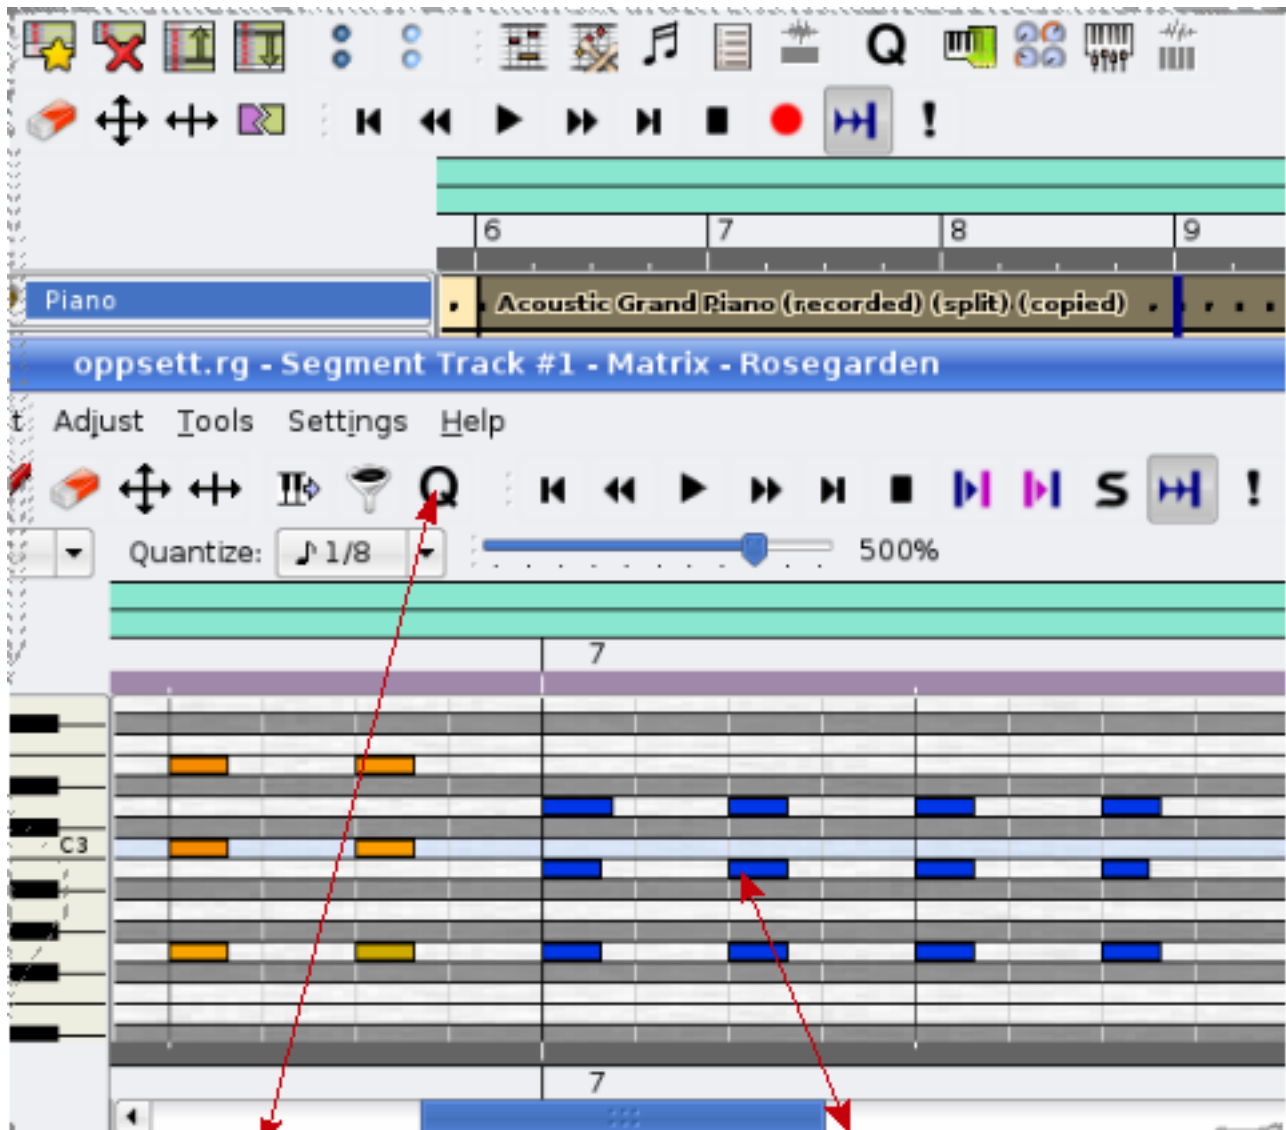 Q
!
6 7 8 9
Piano
Acoustic Grand Piano (recorded) (split) (copied)
oppsett.rg - Segment Track #1 - Matrix - Rosegarden
t Adjust Tools Settings Help
Q S !
Quantize: 1/8 500%
7
C3
7